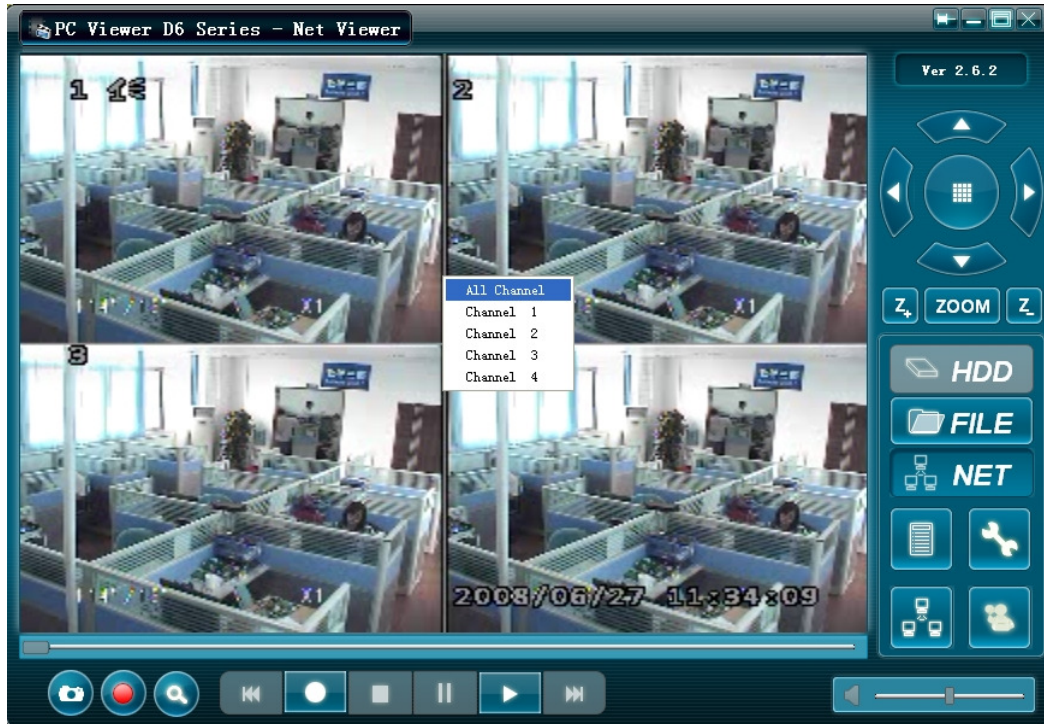 PC Viewer D6 Series - Net Viewer
Ver 2.6.2
1
2
X1
All Channel
Channel 1
Channel 2
Channel 3
Channel 4
3
X1
2008/06/27 11:34:09
Z+ ZOOM Z-
HDD
FILE
NET